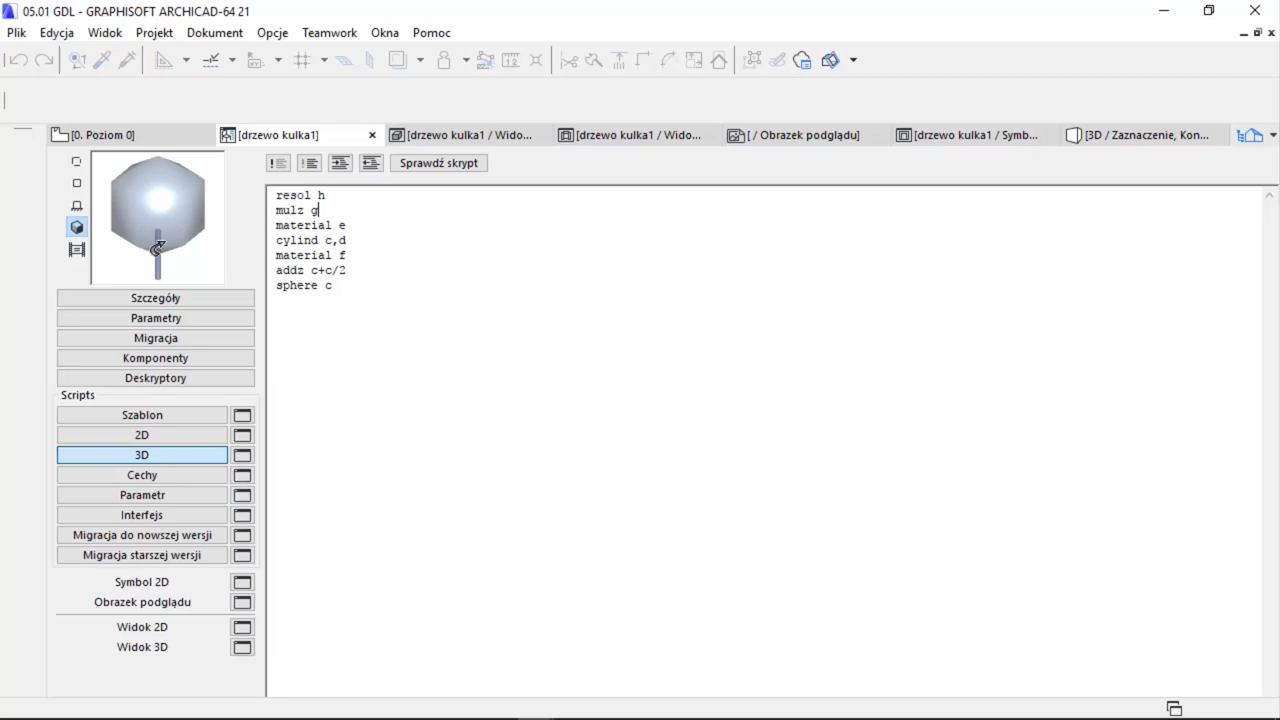 05.01 GDL - GRAPHISOFT ARCHICAD-64 21
Plik Edycja Widok Projekt Dokument Opcje Teamwork Okna Pomoc
[0. Poziom 0] [drzewo kulka1] [drzewo kulka1 / Wido... [drzewo kulka1 / Wido... [ / Obrazek podglądu] [drzewo kulka1 / Symb... [3D / Zaznaczenie, Kon...
Sprawdź skrypt
resol h
mulz g
material e
cylind c,d
material f
addz c+c/2
sphere c
Szczegóły
Parametry
Migracja
Komponenty
Deskryptory
Scripts
Szablon
2D
3D
Cechy
Parametr
Interfejs
Migracja do nowszej wersji
Migracja starszej wersji
Symbol 2D
Obrazek podglądu
Widok 2D
Widok 3D